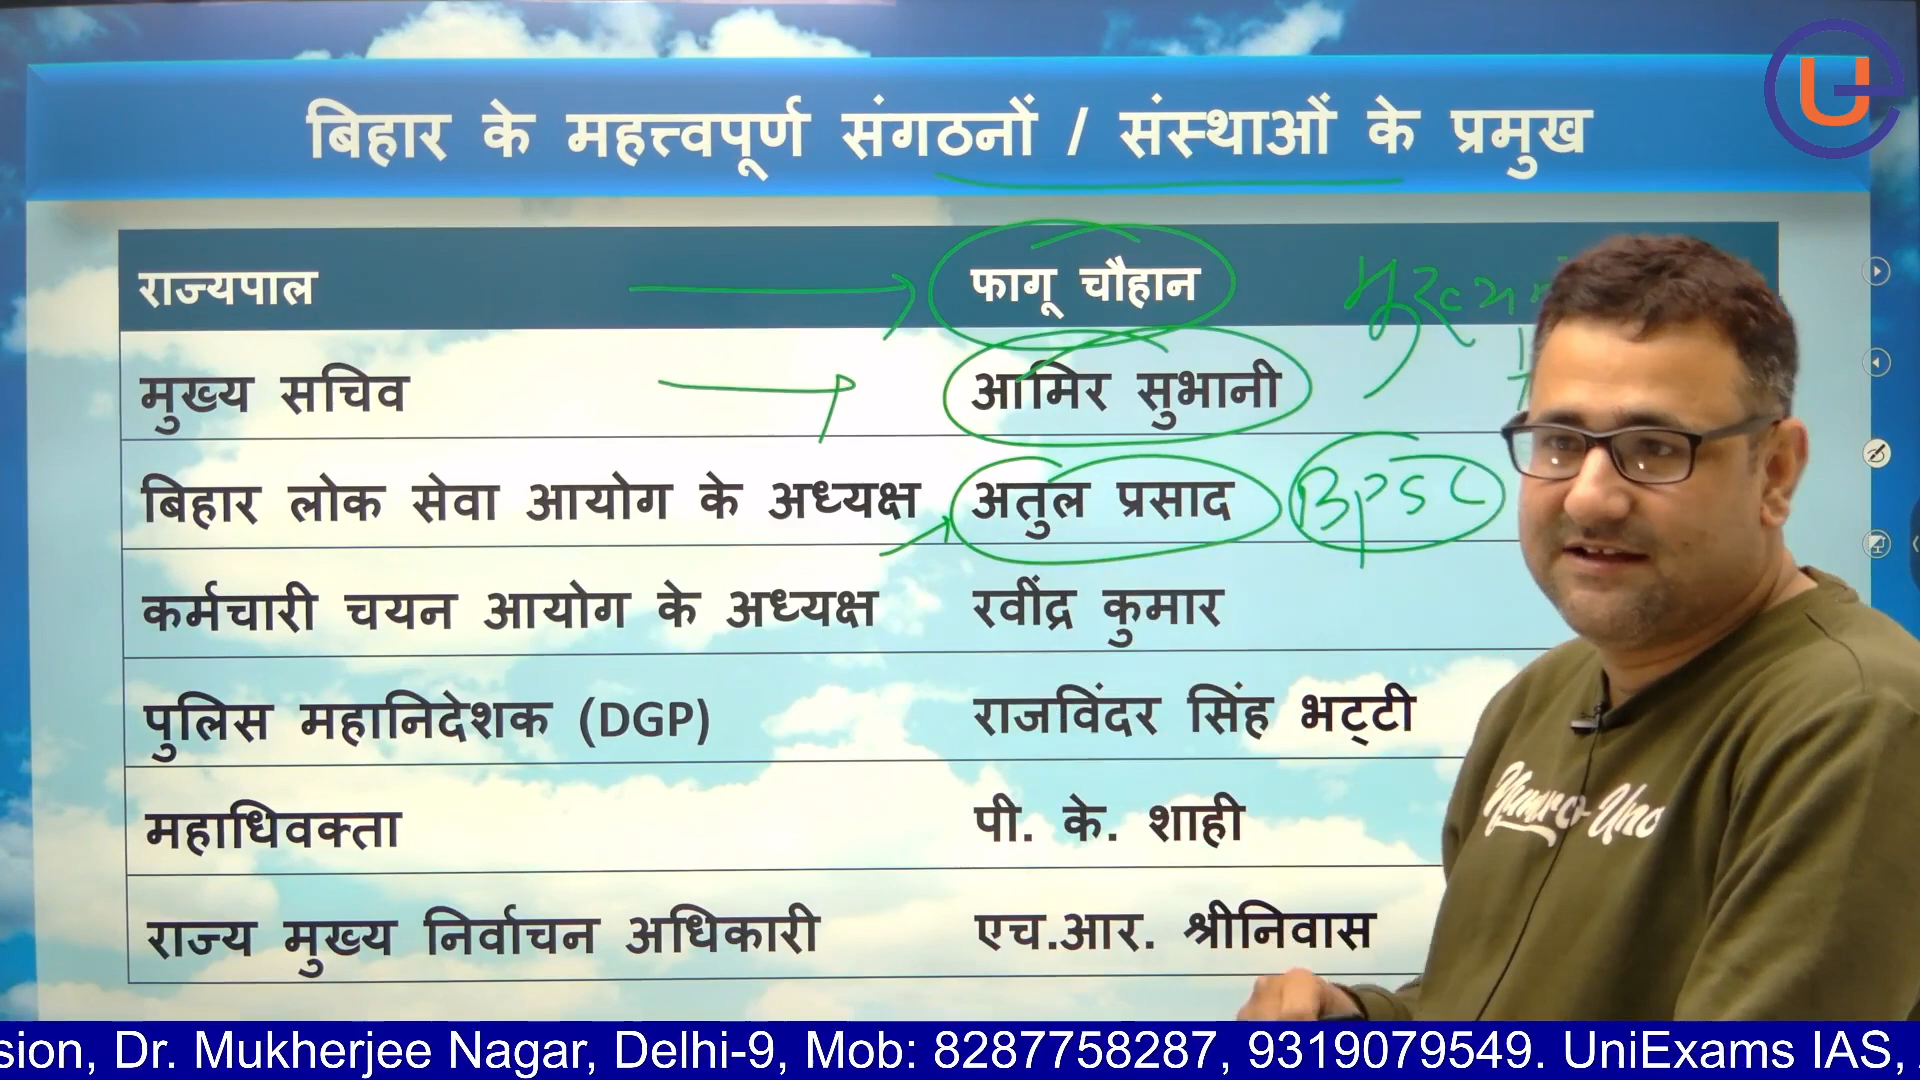 बिहार के महत्त्वपूर्ण संगठनों / संस्थाओं के प्रमुख
राज्यपाल फागू चौहान
मुख्य सचिव आमिर सुभानी
बिहार लोक सेवा आयोग के अध्यक्ष अतुल प्रसाद BPSC
कर्मचारी चयन आयोग के अध्यक्ष रवींद्र कुमार
पुलिस महानिदेशक (DGP) राजविंदर सिंह भट्टी
महाधिवक्ता पी. के. शाही
राज्य मुख्य निर्वाचन अधिकारी एच.आर. श्रीनिवास
sion, Dr. Mukherjee Nagar, Delhi-9, Mob: 8287758287, 9319079549. UniExams IAS,